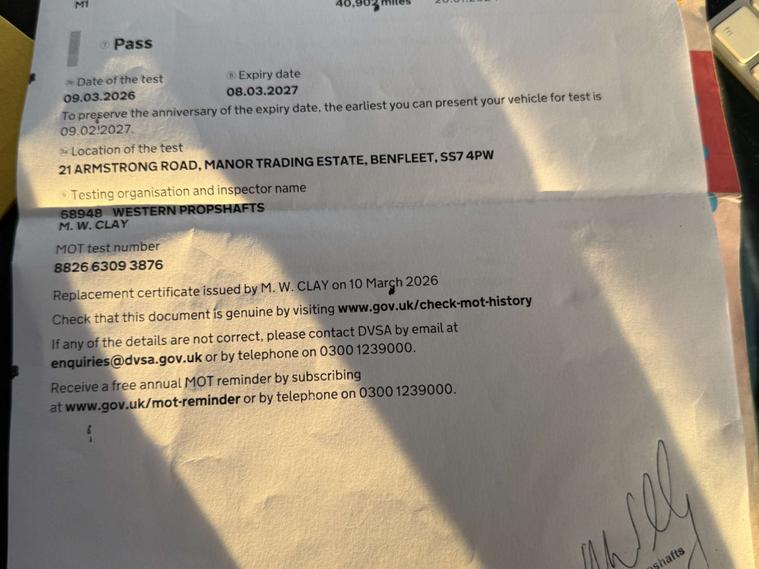 M1
40,902 miles
Pass
Date of the test
09.03.2026
Expiry date
08.03.2027
To preserve the anniversary of the expiry date, the earliest you can present your vehicle for test is
09.02.2027.
Location of the test
21 ARMSTRONG ROAD, MANOR TRADING ESTATE, BENFLEET, SS7 4PW
Testing organisation and inspector name
68948 WESTERN PROPSHAFTS
M. W. CLAY
MOT test number
8826 6309 3876
Replacement certificate issued by M. W. CLAY on 10 March 2026
Check that this document is genuine by visiting www.gov.uk/check-mot-history
If any of the details are not correct, please contact DVSA by email at
enquiries@dvsa.gov.uk or by telephone on 0300 1239000.
Receive a free annual MOT reminder by subscribing
at www.gov.uk/mot-reminder or by telephone on 0300 1239000.